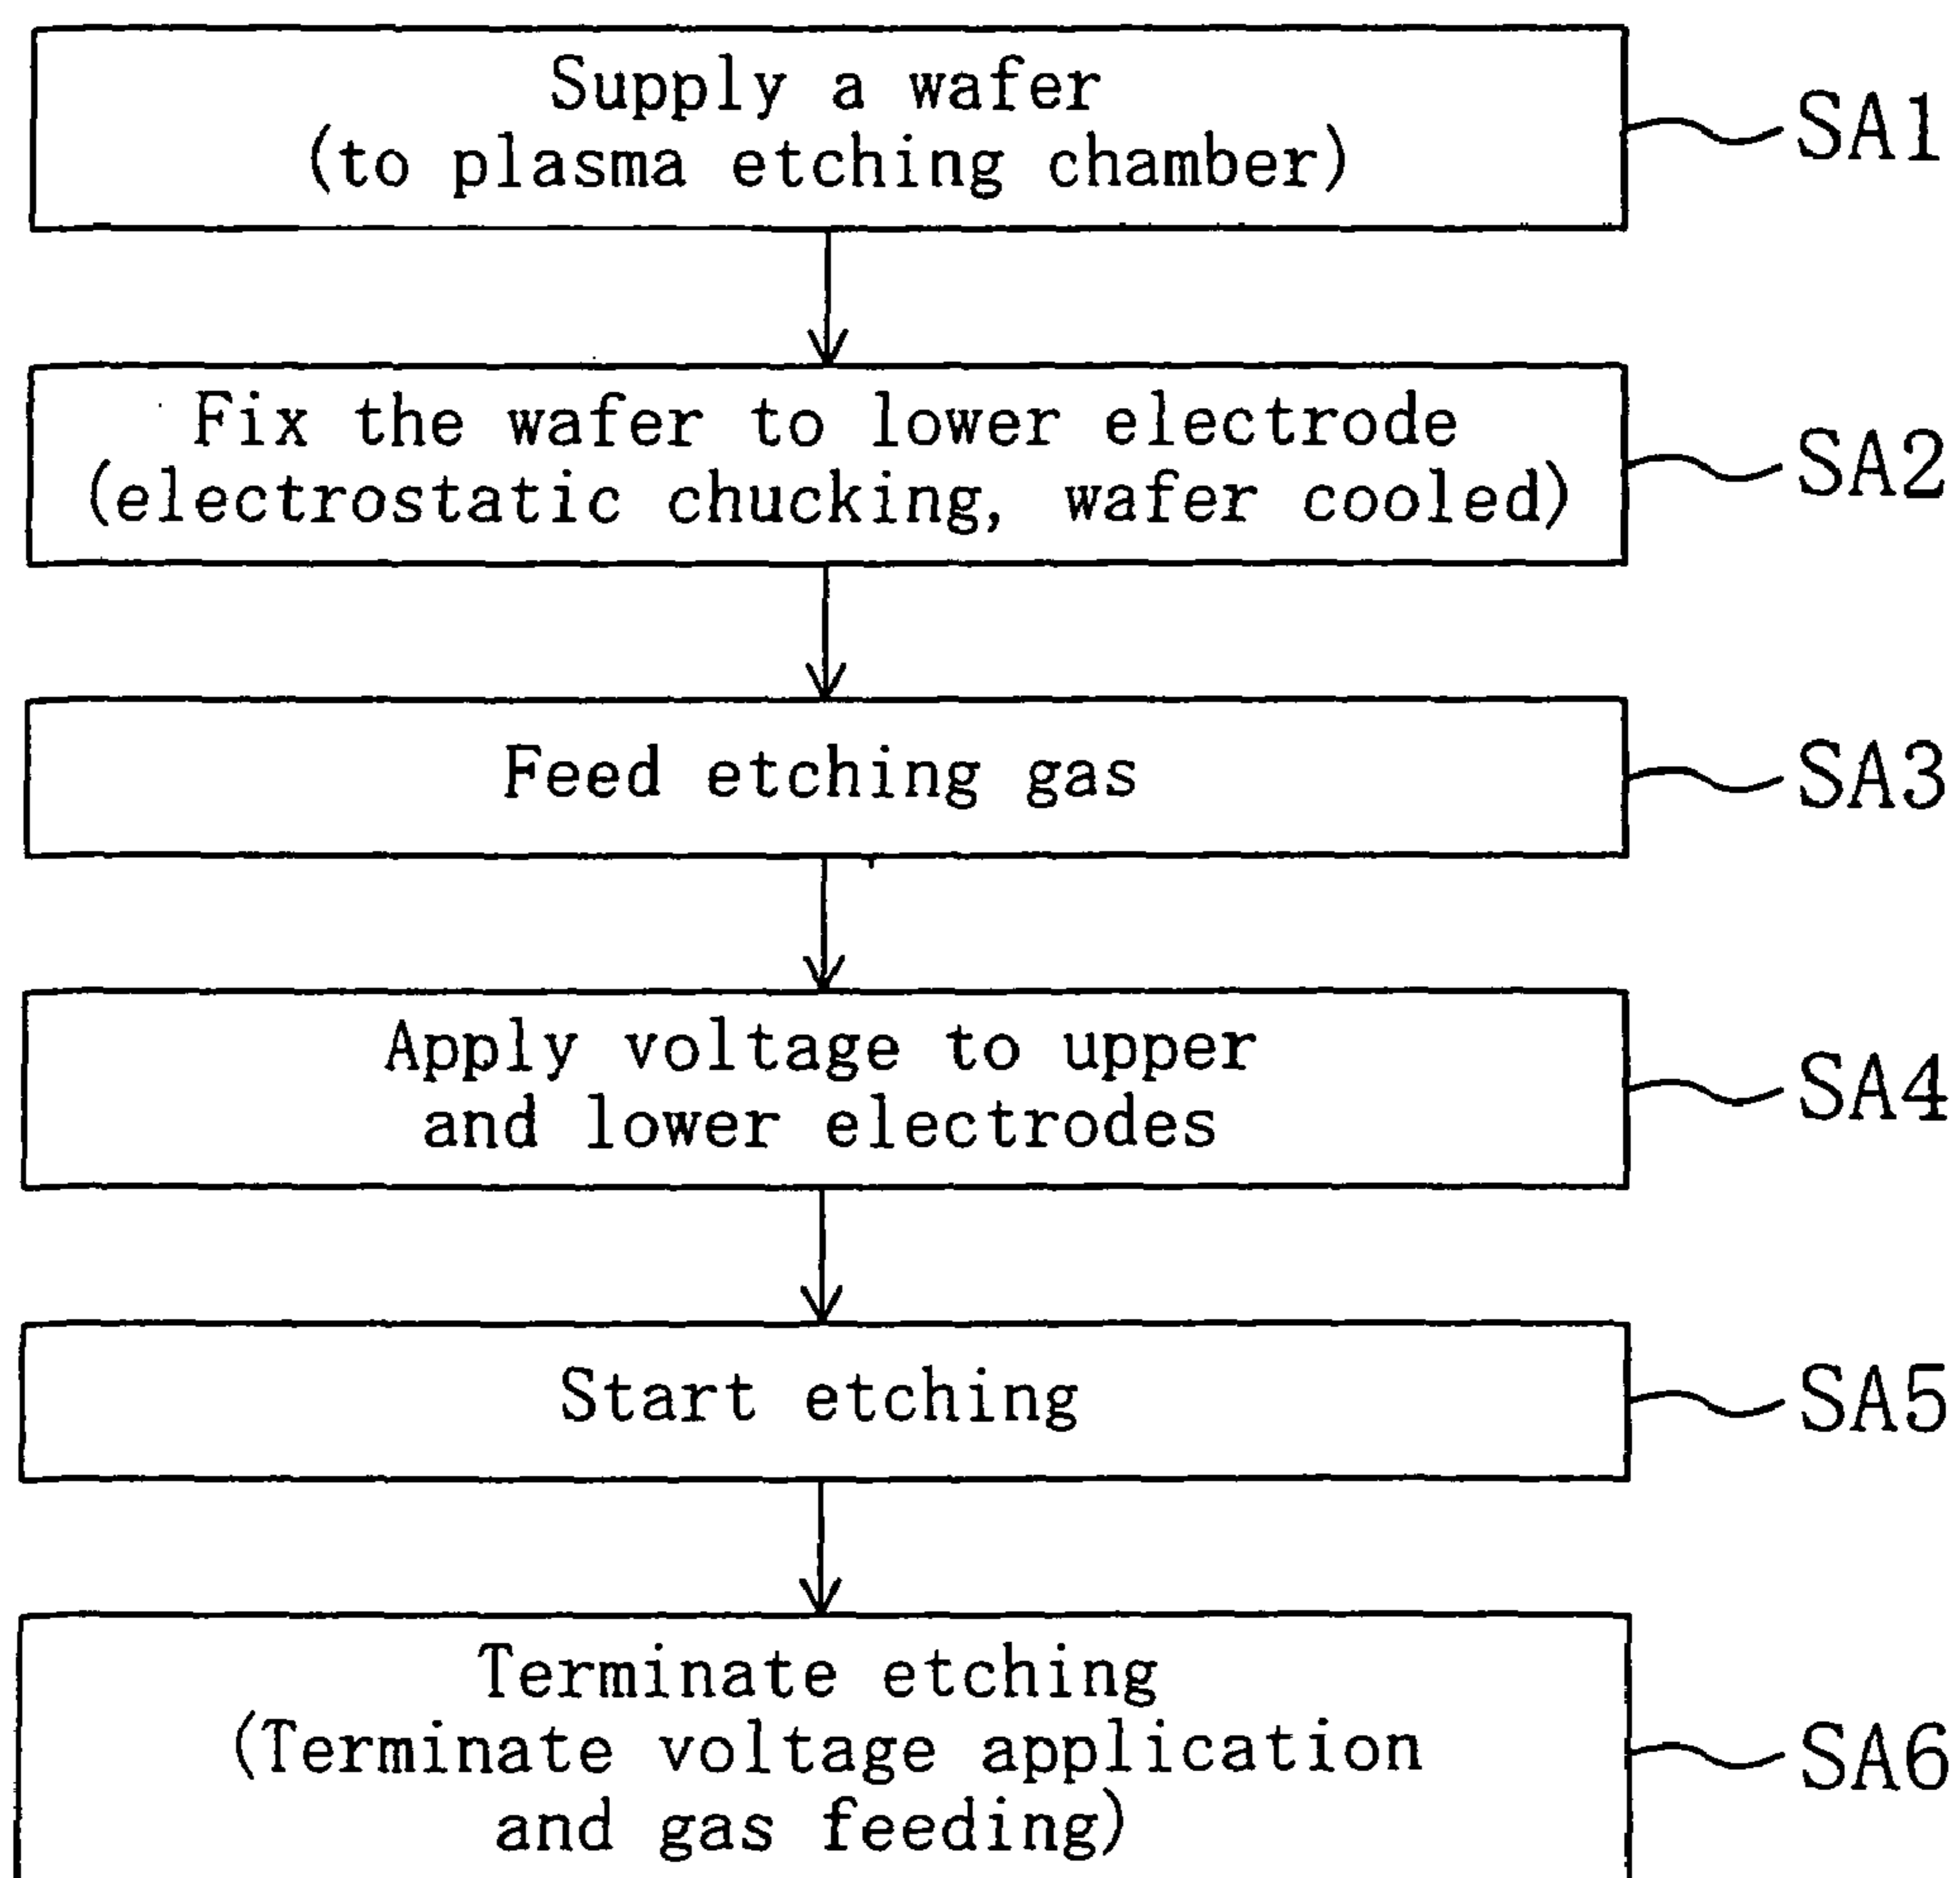 Supply a wafer
(to plasma etching chamber)
SA1
Fix the wafer to lower electrode
(electrostatic chucking, wafer cooled)
SA2
Feed etching gas
SA3
Apply voltage to upper
and lower electrodes
SA4
Start etching
SA5
Terminate etching
(Terminate voltage application
and gas feeding)
SA6